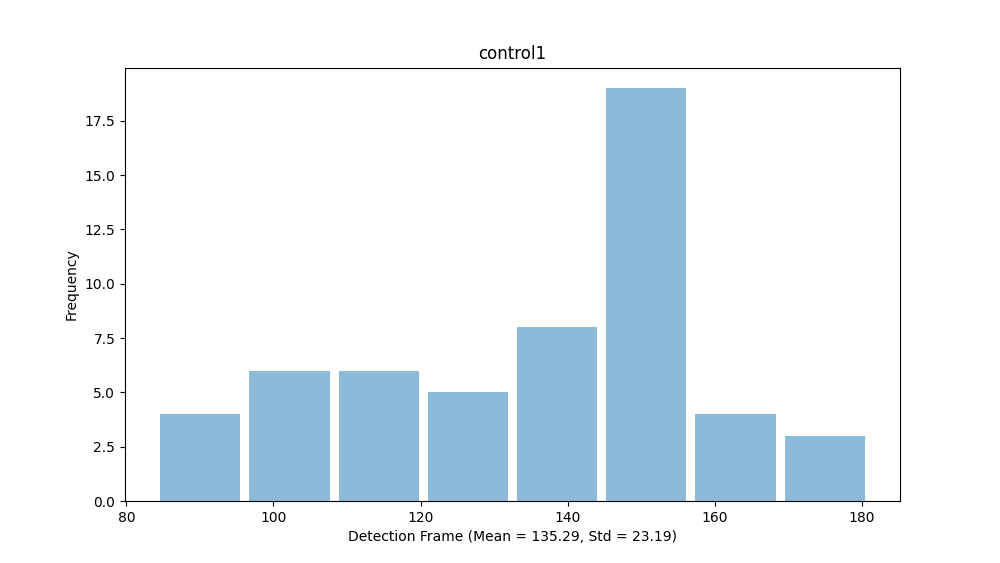 control1
17.5
15.0
12.5
10.0
7.5
5.0
2.5
0.0
Frequency
80 100 120 140 160 180
Detection Frame (Mean = 135.29, Std = 23.19)